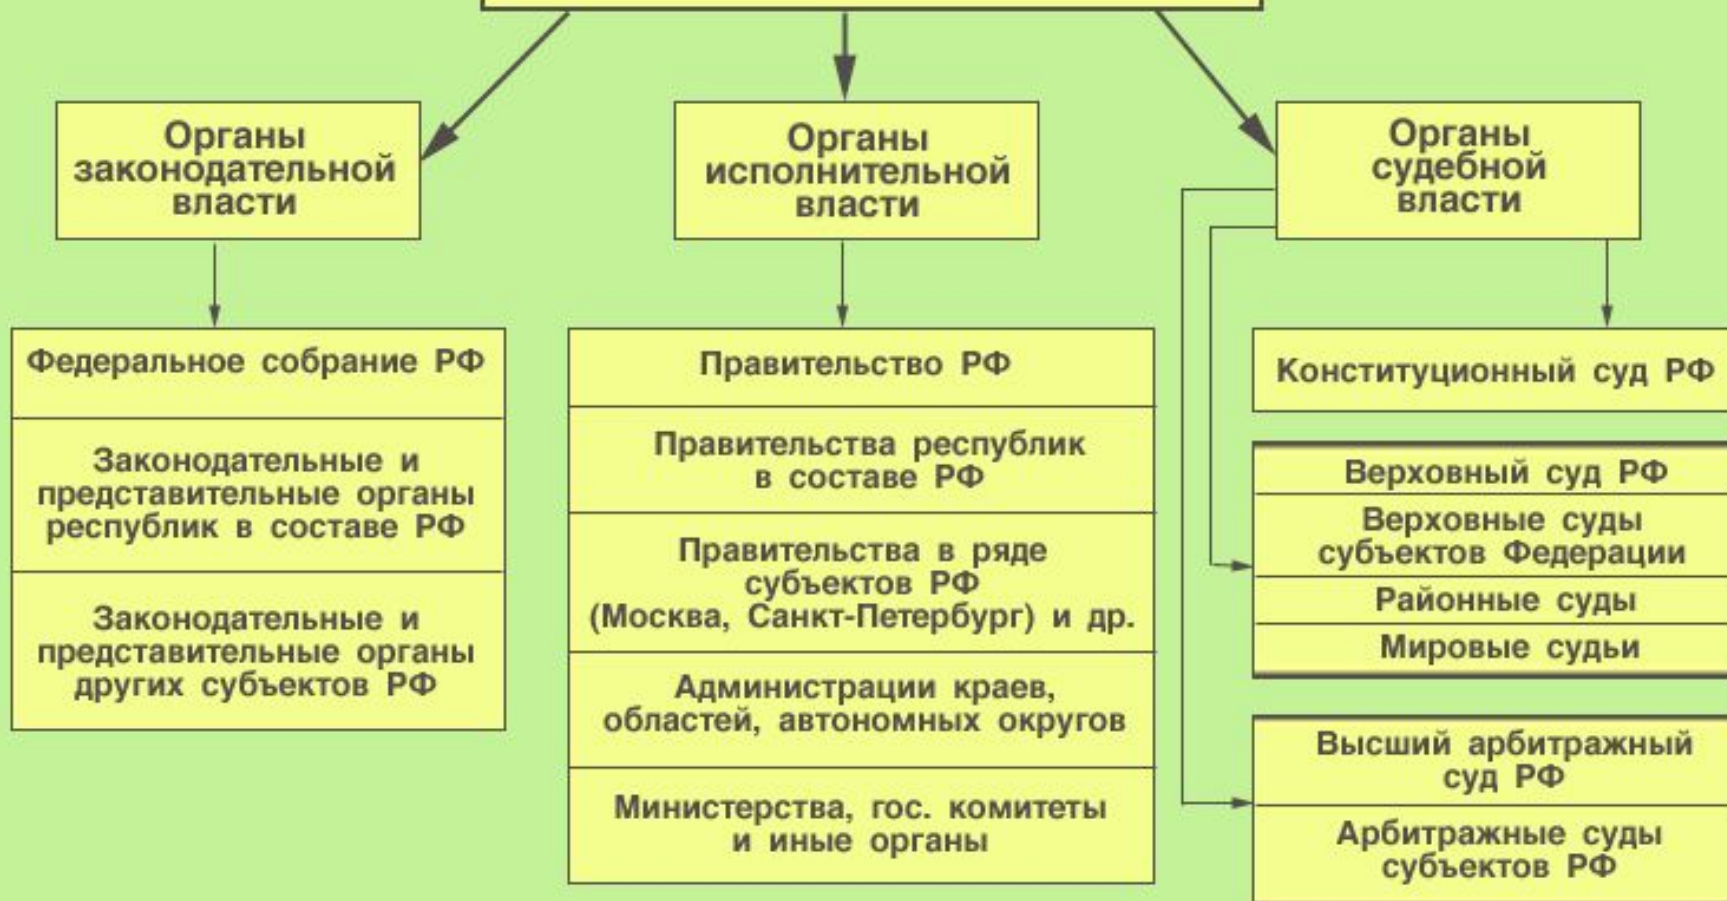 Органы
законодательной
власти
Органы
исполнительной
власти
Органы
судебной
власти
Федеральное собрание РФ
Законодательные и
представительные органы
республик в составе РФ
Законодательные и
представительные органы
других субъектов РФ
Правительство РФ
Правительства республик
в составе РФ
Правительства в ряде
субъектов РФ
(Москва, Санкт-Петербург) и др.
Администрации краев,
областей, автономных округов
Министерства, гос. комитеты
и иные органы
Конституционный суд РФ
Верховный суд РФ
Верховные суды
субъектов Федерации
Районные суды
Мировые судьи
Высший арбитражный
суд РФ
Арбитражные суды
субъектов РФ